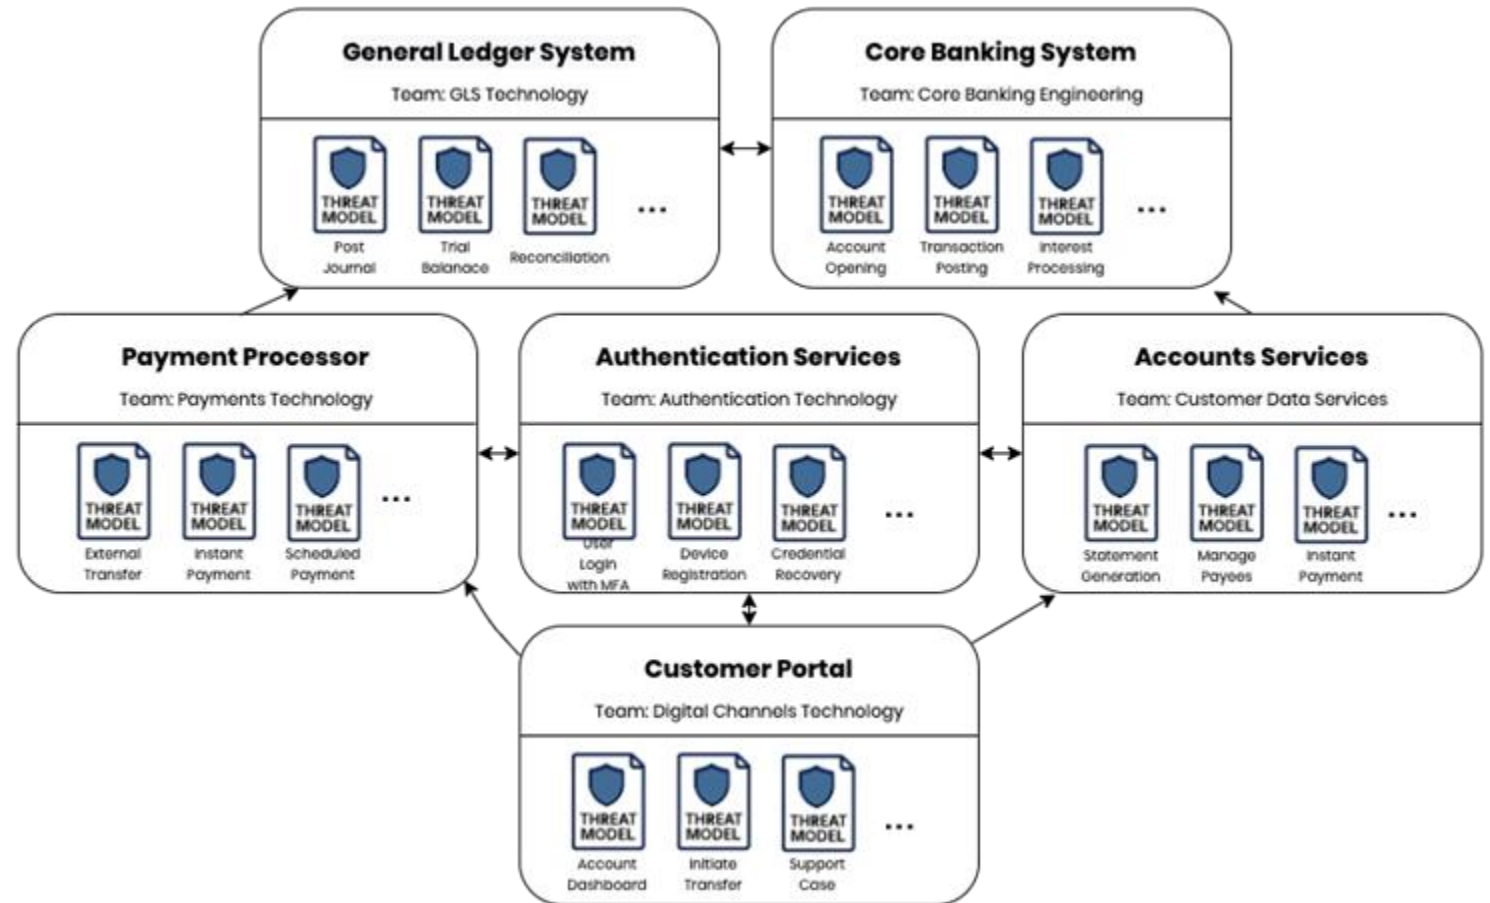 General Ledger System
Team: GLS Technology
THREAT
MODEL
Post
Journal
THREAT
MODEL
Trial
Balanace
THREAT
MODEL
Reconciliation
...
Core Banking System
Team: Core Banking Engineering
THREAT
MODEL
Account
Opening
THREAT
MODEL
Transaction
Posting
THREAT
MODEL
Interest
Processing
...
Payment Processor
Team: Payments Technology
THREAT
MODEL
External
Transfer
THREAT
MODEL
Instant
Payment
THREAT
MODEL
Scheduled
Payment
...
Authentication Services
Team: Authentication Technology
THREAT
MODEL
User
Login
with MFA
THREAT
MODEL
Device
Registration
THREAT
MODEL
Credential
Recovery
...
Accounts Services
Team: Customer Data Services
THREAT
MODEL
Statement
Generation
THREAT
MODEL
Manage
Payees
THREAT
MODEL
Instant
Payment
...
Customer Portal
Team: Digital Channels Technology
THREAT
MODEL
Account
Dashboard
THREAT
MODEL
Initiate
Transfer
THREAT
MODEL
Support
Case
...